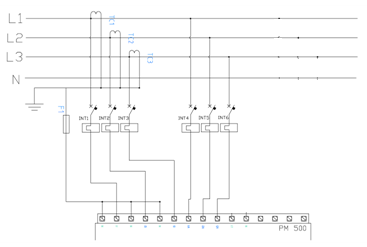 L1
TC1
L2
TC2
L3
TC3
N
F1
INT1
INT2
INT3
INT4
INT5
INT6
PM 500